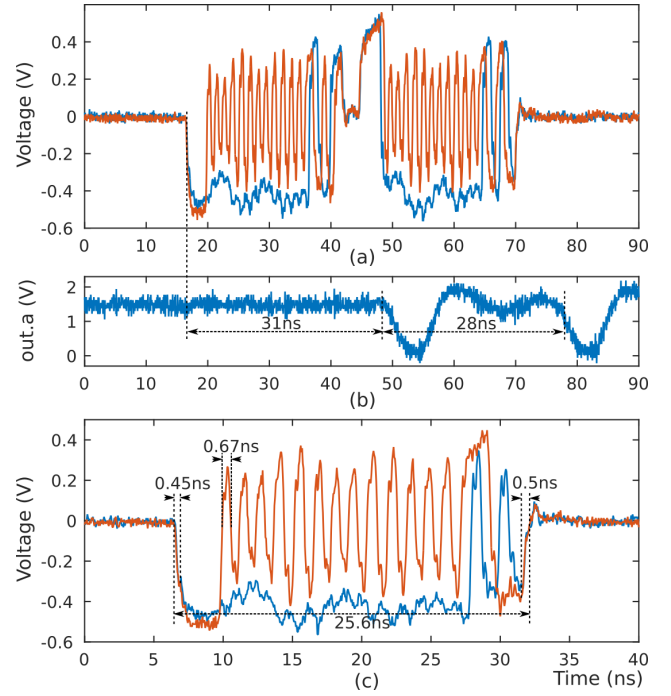 Voltage (V)
0.4
0.2
0
-0.2
-0.4
-0.6
0 10 20 30 40 50 60 70 80 90
(a)
out.a (V)
2
1
0
31ns
28ns
0 10 20 30 40 50 60 70 80 90
(b)
Voltage (V)
0.4
0.2
0
-0.2
-0.4
-0.6
0.67ns
0.45ns
0.5ns
25.6ns
0 5 10 15 20 25 30 35 40
(c)
Time (ns)